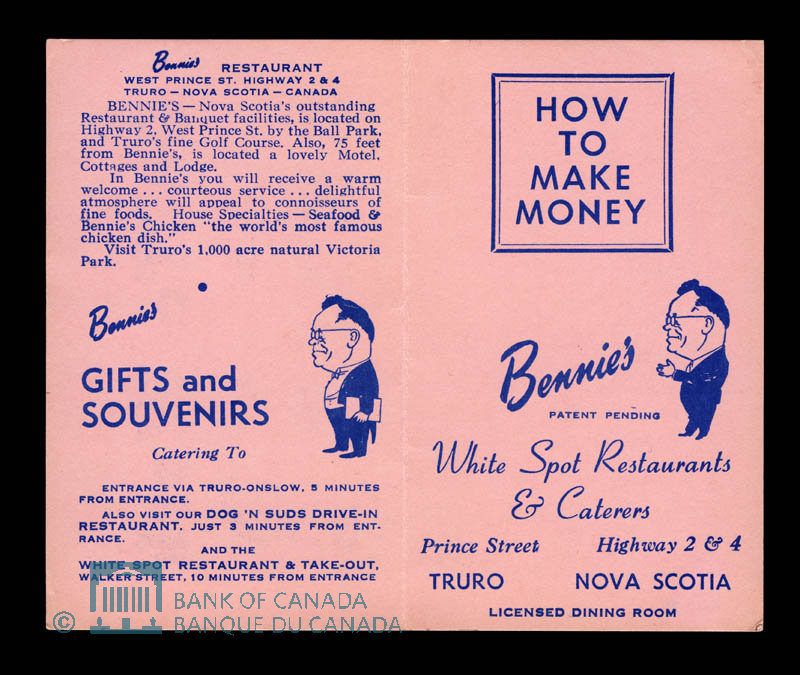 Bennie's RESTAURANT
WEST PRINCE ST. HIGHWAY 2 & 4
TRURO — NOVA SCOTIA — CANADA
BENNIE'S — Nova Scotia's outstanding
Restaurant & Banquet facilities, is located on
Highway 2, West Prince St. by the Ball Park,
and Truro's fine Golf Course. Also, 75 feet
from Bennie's, is located a lovely Motel,
Cottages and Lodge.
In Bennie's you will receive a warm
welcome . . . courteous service . . . delightful
atmosphere will appeal to connoisseurs of
fine foods. House Specialties — Seafood &
Bennie's Chicken "the world's most famous
chicken dish."
Visit Truro's 1,000 acre natural Victoria
Park.
Bennie's
GIFTS and
SOUVENIRS
Catering To
ENTRANCE VIA TRURO-ONSLOW, 5 MINUTES
FROM ENTRANCE.
ALSO VISIT OUR DOG 'N SUDS DRIVE-IN
RESTAURANT. JUST 3 MINUTES FROM ENT-
RANCE.
AND THE
WHITE SPOT RESTAURANT & TAKE-OUT,
WALKER STREET, 10 MINUTES FROM ENTRANCE
HOW
TO
MAKE
MONEY
Bennie's
PATENT PENDING
White Spot Restaurants
& Caterers
Prince Street Highway 2 & 4
TRURO NOVA SCOTIA
LICENSED DINING ROOM
© BANK OF CANADA
BANQUE DU CANADA